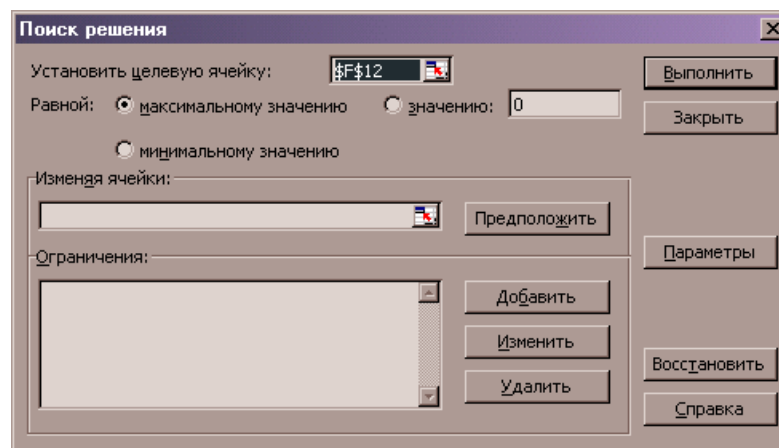 Поиск решения
Установить целевую ячейку: $F$12
Выполнить
Равной: максимальному значению значению: 0
Закрыть
минимальному значению
Изменяя ячейки:
Предположить
Параметры
Ограничения:
Добавить
Изменить
Восстановить
Удалить
Справка